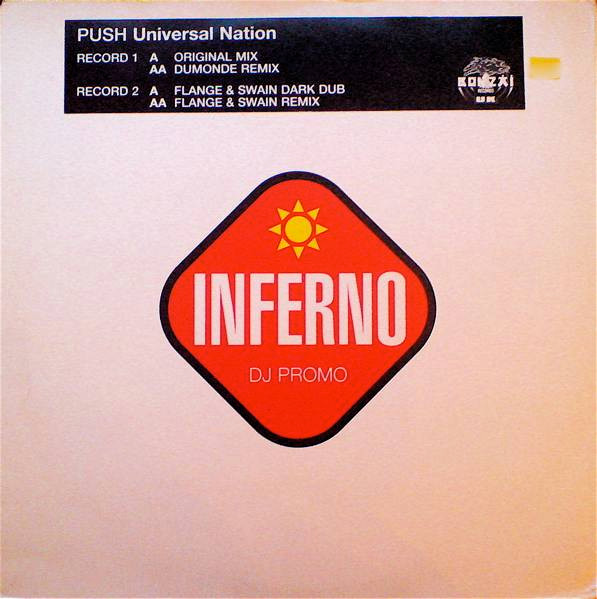 PUSH Universal Nation
RECORD 1 A ORIGINAL MIX
AA DUMONDE REMIX
RECORD 2 A FLANGE & SWAIN DARK DUB
AA FLANGE & SWAIN REMIX
BONZAI
RECORDS
INFERNO
DJ PROMO